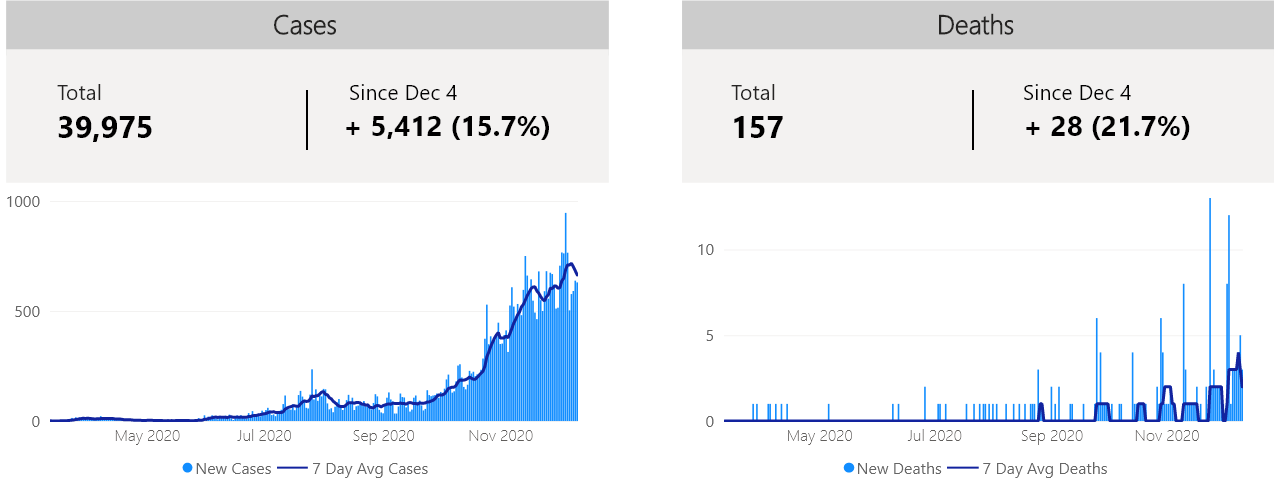 Cases
Total
39,975
Since Dec 4
+ 5,412 (15.7%)
1000
500
0
May 2020 Jul 2020 Sep 2020 Nov 2020
New Cases 7 Day Avg Cases
Deaths
Total
157
Since Dec 4
+ 28 (21.7%)
10
5
0
May 2020 Jul 2020 Sep 2020 Nov 2020
New Deaths 7 Day Avg Deaths